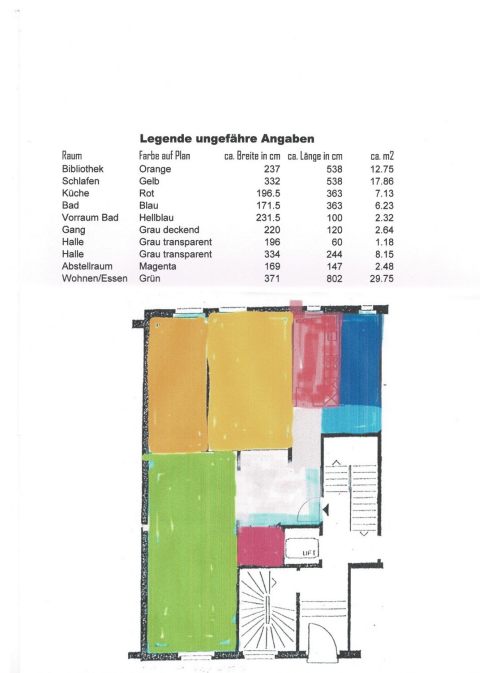 Legende ungefähre Angaben
Raum Farbe auf Plan ca. Breite in cm ca. Länge in cm ca. m2
Bibliothek Orange 237 538 12.75
Schlafen Gelb 332 538 17.86
Küche Rot 196.5 363 7.13
Bad Blau 171.5 363 6.23
Vorraum Bad Hellblau 231.5 100 2.32
Gang Grau deckend 220 120 2.64
Halle Grau transparent 196 60 1.18
Halle Grau transparent 334 244 8.15
Abstellraum Magenta 169 147 2.48
Wohnen/Essen Grün 371 802 29.75
LIFT